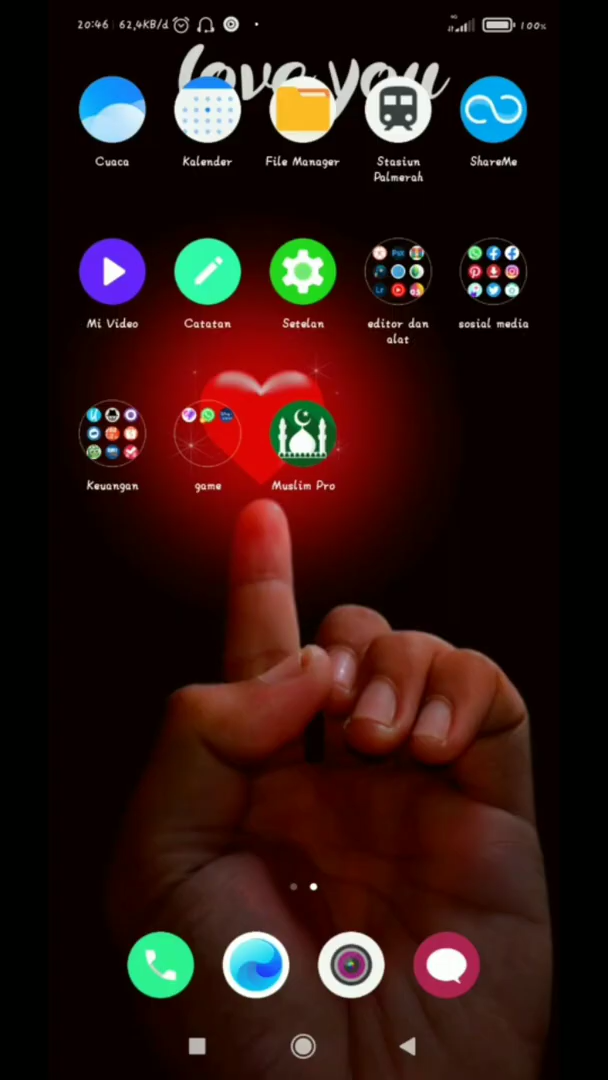 20:46 62,4KB/d
100%
love you
Cuaca Kalender File Manager Stasiun Palmerah ShareMe
Mi Video Catatan Setelan editor dan alat sosial media
Keuangan game Muslim Pro